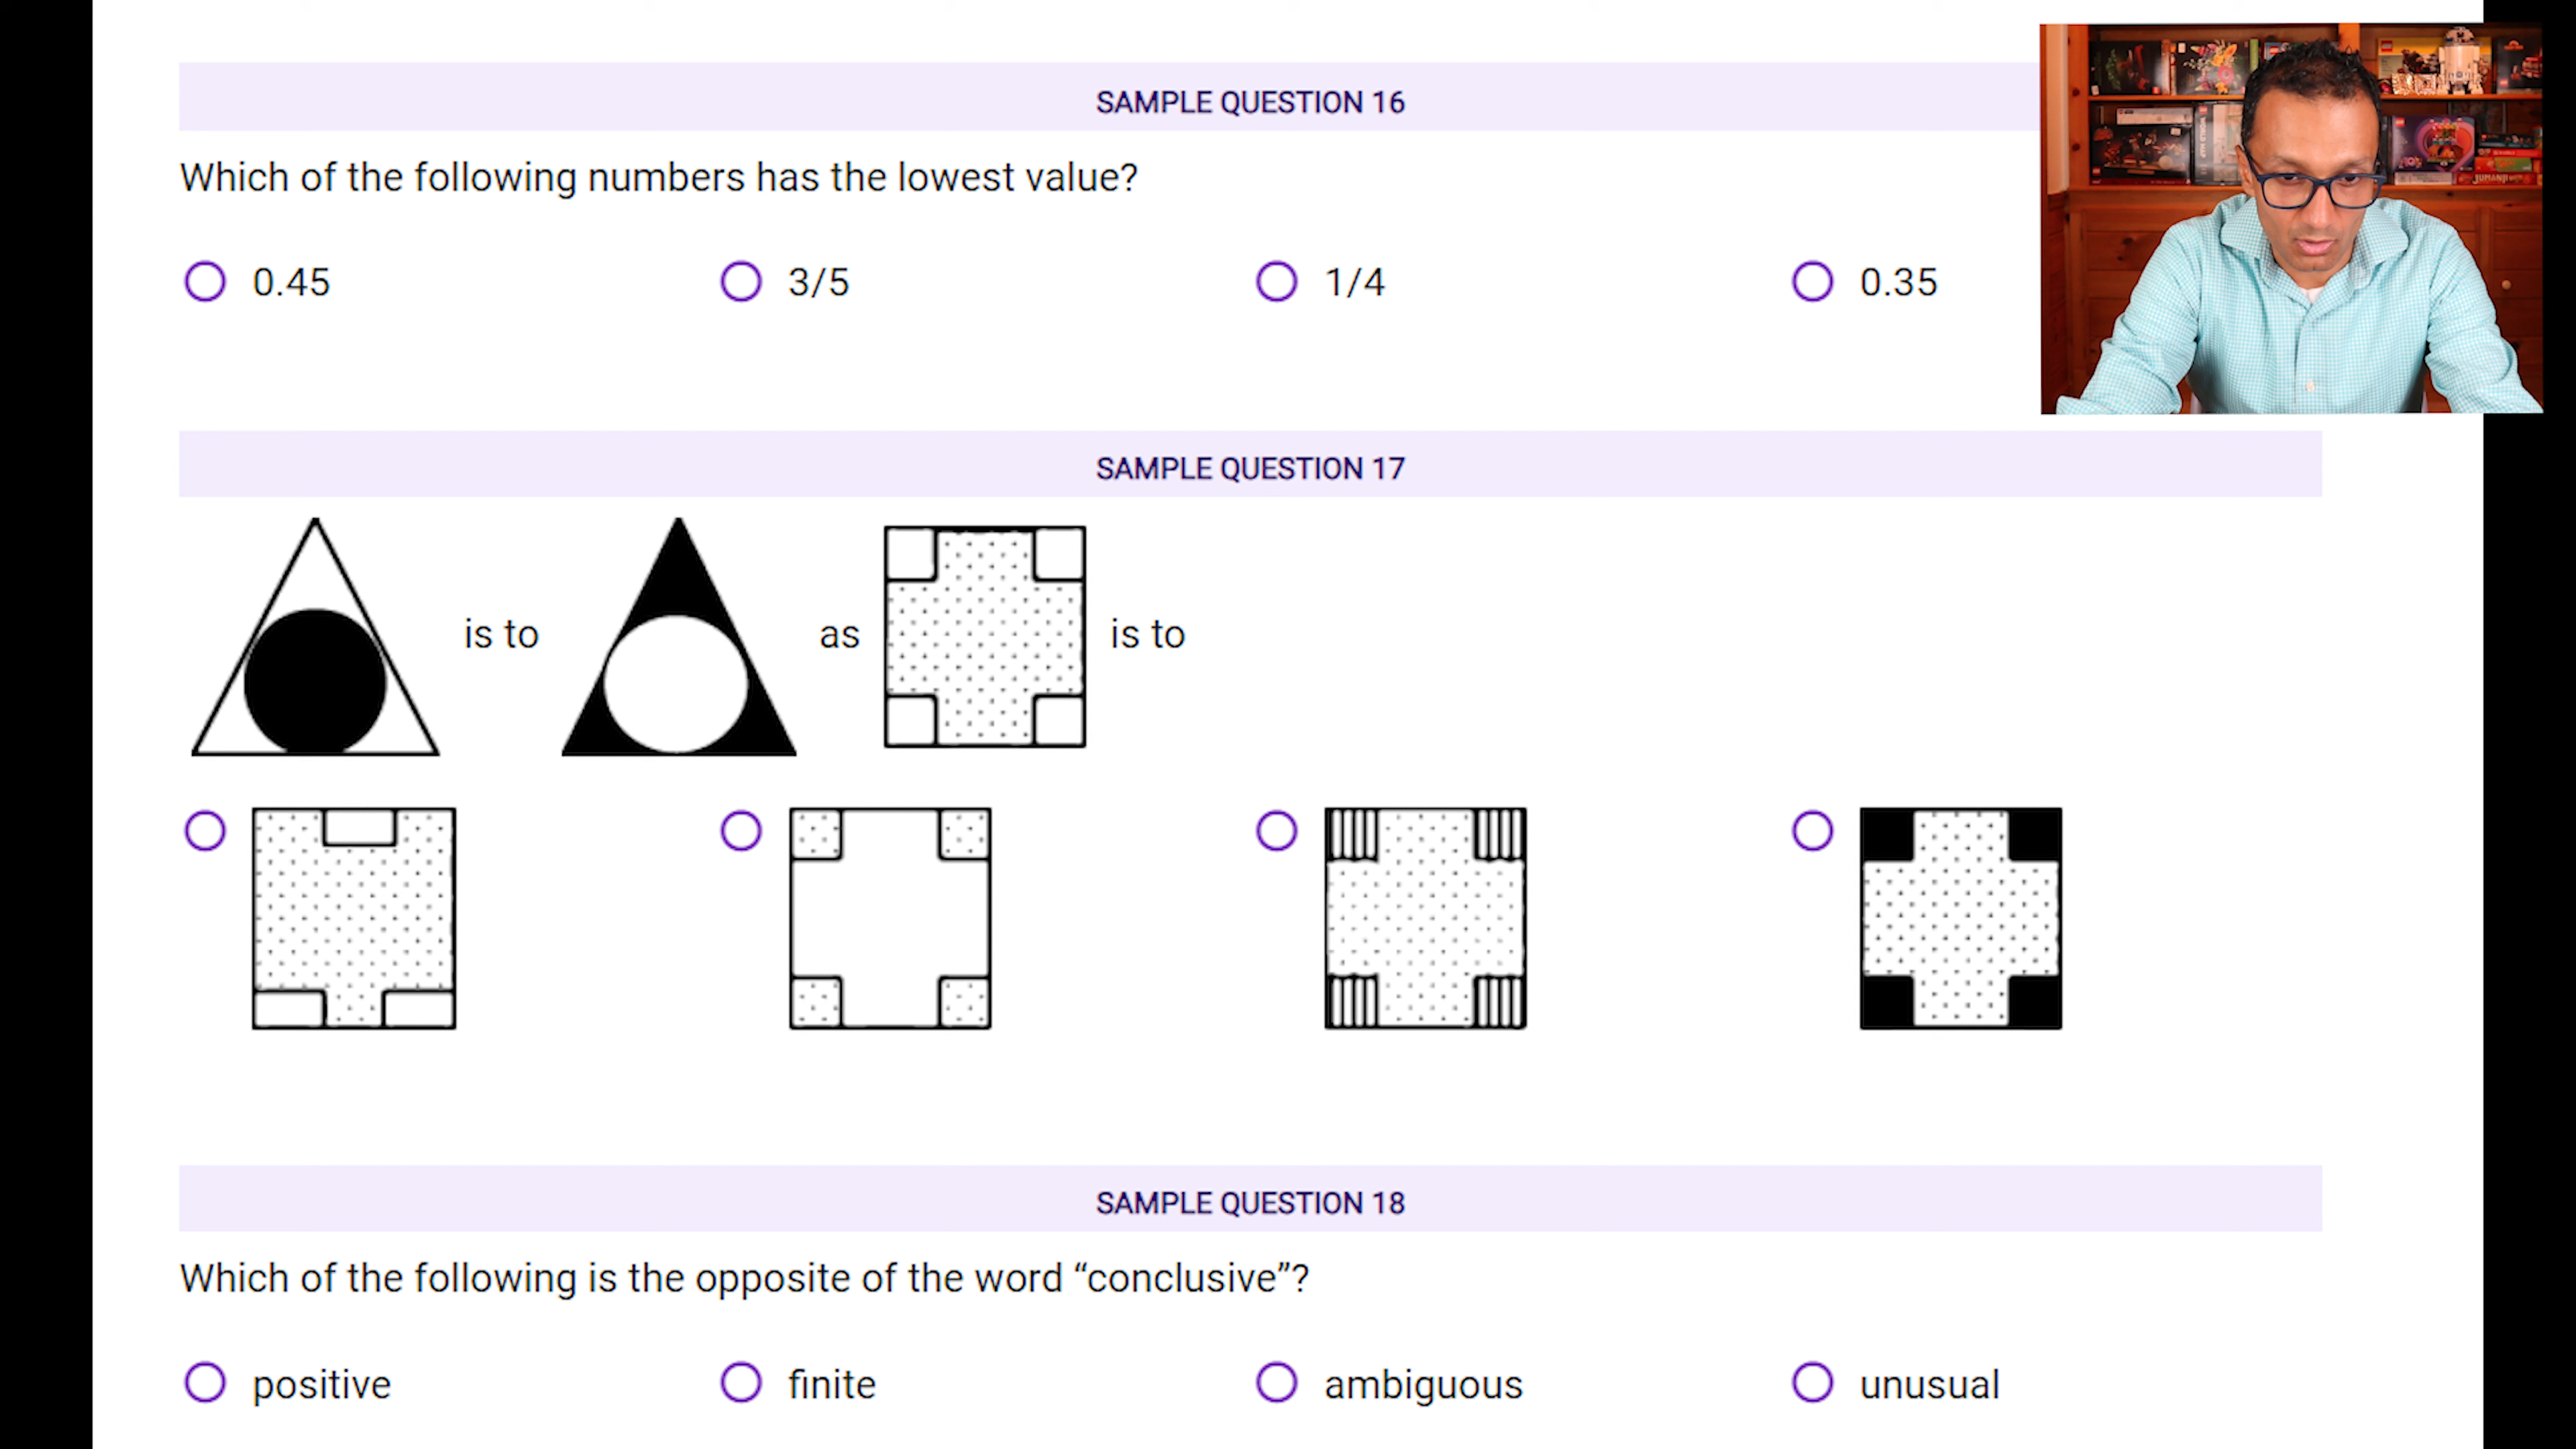 SAMPLE QUESTION 16
Which of the following numbers has the lowest value?
0.45 3/5 1/4 0.35
JUMANJI
SAMPLE QUESTION 17
is to as is to
SAMPLE QUESTION 18
Which of the following is the opposite of the word “conclusive”?
positive finite ambiguous unusual